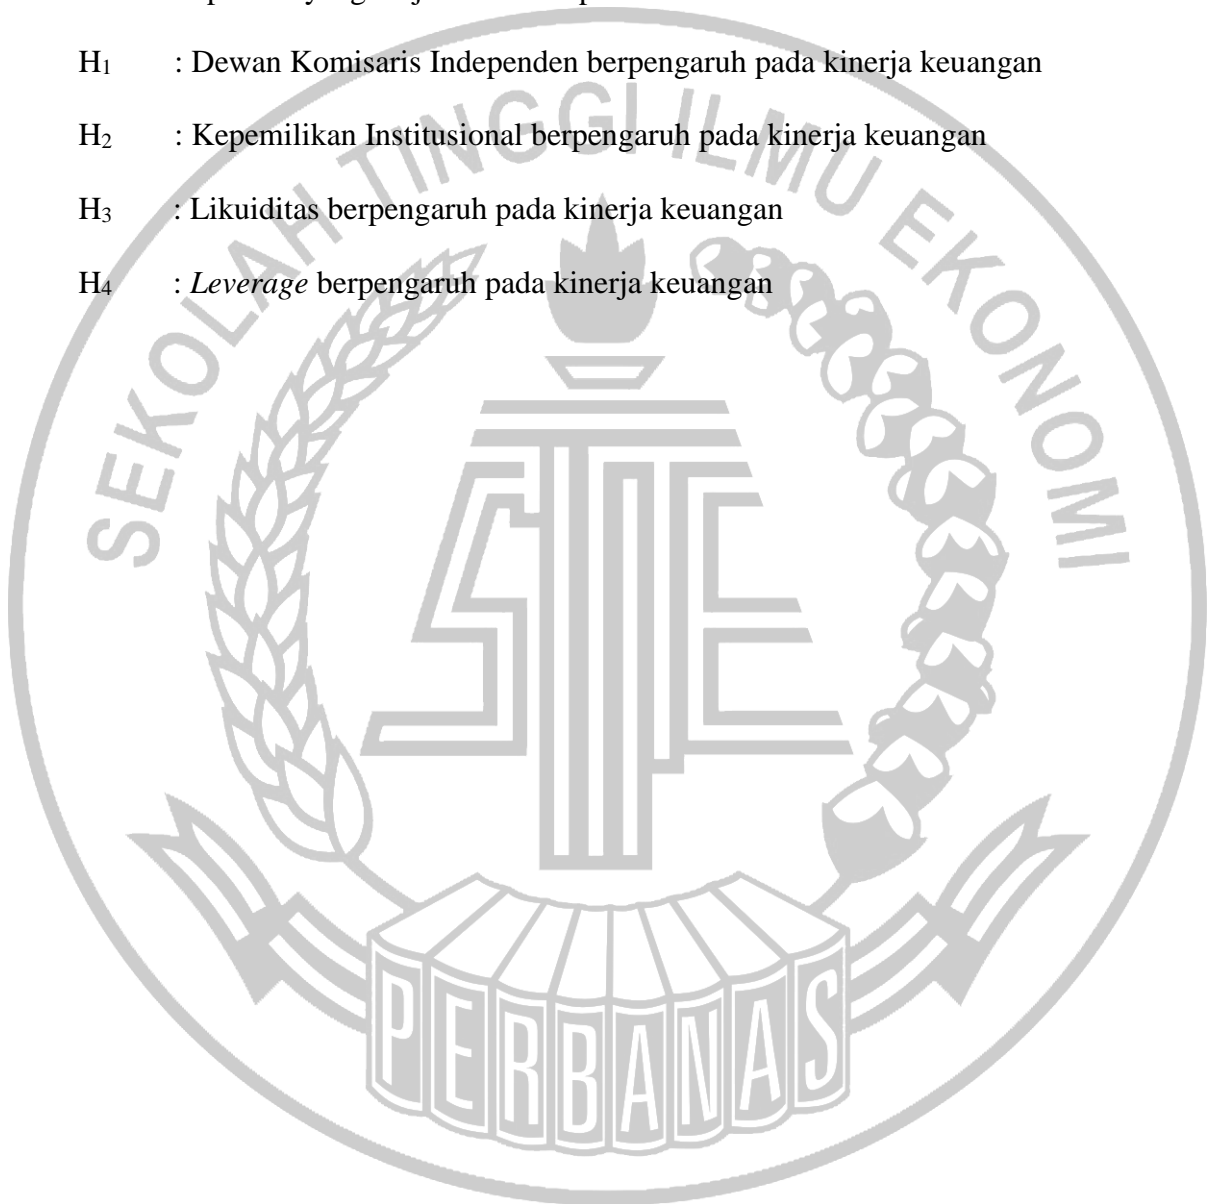 H1 : Dewan Komisaris Independen berpengaruh pada kinerja keuangan
H2 : Kepemilikan Institusional berpengaruh pada kinerja keuangan
H3 : Likuiditas berpengaruh pada kinerja keuangan
H4 : Leverage berpengaruh pada kinerja keuangan
SEKOLAH TINGGI ILMU EKONOMI
STIE
PERBANAS